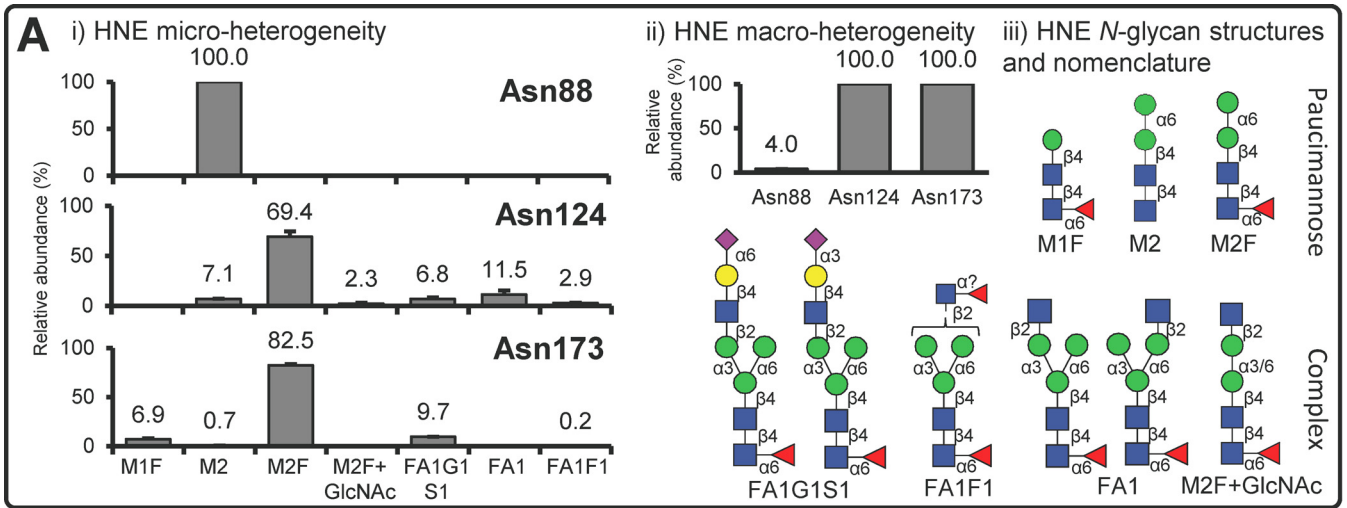 A
i) HNE micro-heterogeneity
Relative abundance (%)
100.0
100
50
0
Asn88
100
50
0
Asn124
7.1
69.4
2.3
6.8
11.5
2.9
100
50
0
Asn173
6.9
0.7
82.5
9.7
0.2
M1F
M2
M2F
M2F+
GlcNAc
FA1G1
S1
FA1
FA1F1
ii) HNE macro-heterogeneity
Relative
abundance (%)
100
50
0
4.0
100.0
100.0
Asn88
Asn124
Asn173
iii) HNE N-glycan structures
and nomenclature
Paucimannose
β4
β4
α6
M1F
α6
β4
β4
M2
α6
β4
β4
α6
M2F
Complex
α6
β4
β2
α3
α6
β4
β4
α6
α3
β4
β2
α3
α6
β4
β4
α6
FA1G1S1
α?
β2
α3
α6
β4
β4
α6
FA1F1
β2
α3
α6
β4
β4
α6
β2
α3
α6
β4
β4
α6
FA1
β2
α3/6
β4
β4
α6
M2F+GlcNAc